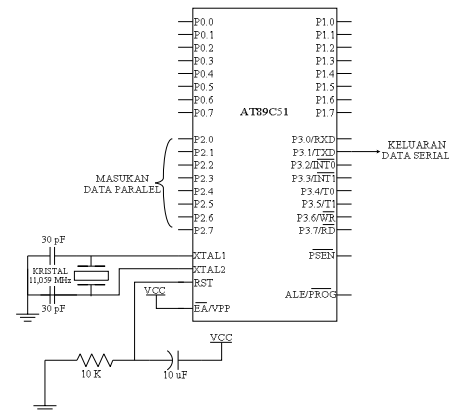 P0.0 P1.0
P0.1 P1.1
P0.2 P1.2
P0.3 P1.3
P0.4 P1.4
P0.5 P1.5
P0.6 P1.6
P0.7 P1.7
AT89C51
P2.0 P3.0/RXD
P2.1 P3.1/TXD
P2.2 P3.2/INT0
P2.3 P3.3/INT1
P2.4 P3.4/T0
P2.5 P3.5/T1
P2.6 P3.6/WR
P2.7 P3.7/RD
KELUARAN
DATA SERIAL
MASUKAN
DATA PARALEL
30 pF
XTAL1 PSEN
KRISTAL
11,059 MHz
XTAL2
RST
VCC
ALE/PROG
30 pF
EA/VPP
VCC
10 K
10 uF